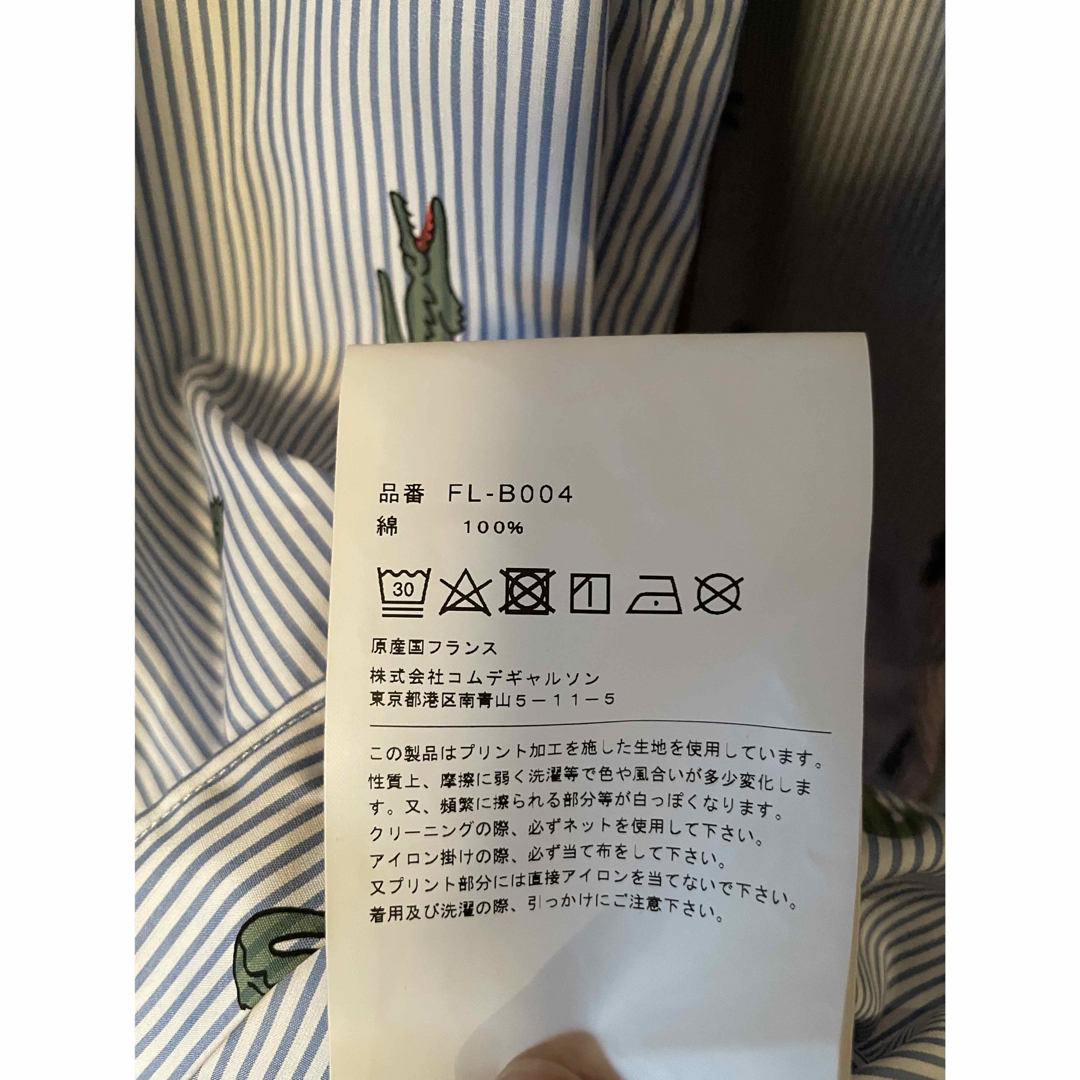 品番 FL-B004
綿 100%
30
原産国フランス
株式会社コムデギャルソン
東京都港区南青山5-11-5
この製品はプリント加工を施した生地を使用しています。
性質上、摩擦に弱く洗濯等で色や風合いが多少変化しま
す。又、頻繁に擦られる部分等が白っぽくなります。
クリーニングの際、必ずネットを使用して下さい。
アイロン掛けの際、必ず当て布をして下さい。
又プリント部分には直接アイロンを当てないで下さい。
着用及び洗濯の際、引っかけにご注意下さい。